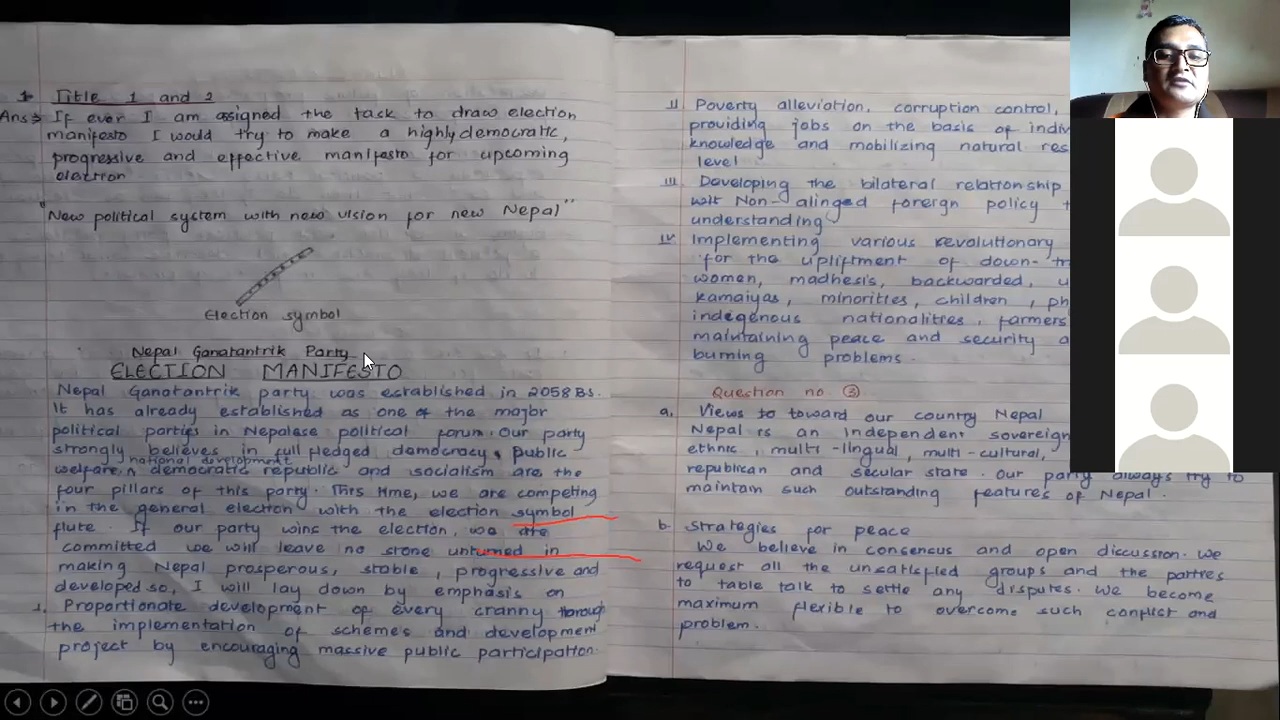 1. Title 1 and 2
Ans⇒ If ever I am assigned the task to draw election
manifesto I would try to make a highly democratic,
progressive and effective manifesto for upcoming
election
"New political system with new vision for new Nepal"
Election symbol
Nepal Ganatantrik Party
ELECTION MANIFESTO
Nepal Ganatantrik party was established in 2058 BS.
It has already established as one of the major
political parties in Nepalese political forum. Our party
strongly believes in full fledged democracy, public
national development
welfare, democratic republic and socialism are the
four pillars of this party. This time, we are competing
in the general election with the election symbol
flute. If our party wins the election, we are
committed we will leave no stone unturned in
making Nepal prosperous, stable, progressive and
developed so, I will lay down by emphasis on
1. Proportionate development of every cranny thorough
the implementation of schemes and development
project by encouraging massive public participation.
II Poverty alleviation, corruption control,
providing jobs on the basis of indiv
knowledge and mobilizing natural res
level
III. Developing the bilateral relationship
wit Non-alinged foreign policy
understanding
IV. Implementing various revolutionary
for the upliftment of down-tr
women, madhesis, backwarded, u
kamaiyas, minorities, children, ph
indegenous nationalities, farmers
maintaining peace and security a
burning problems.
Question no ③
a. Views to toward our country Nepal
Nepal is an independent sovereign
ethnic, multi-lingual, multi-cultural,
republican and secular state. our party always try to
maintain such outstanding features of Nepal.
b. Strategies for peace
We believe in consencus and open discussion. We
request all the unsatisfied groups and the parties
to table talk to settle any disputes. We become
maximum flexible to overcome such conflict and
problem.